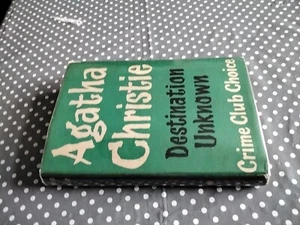 Agatha
Christie
Destination
Unknown
Crime Club Choice